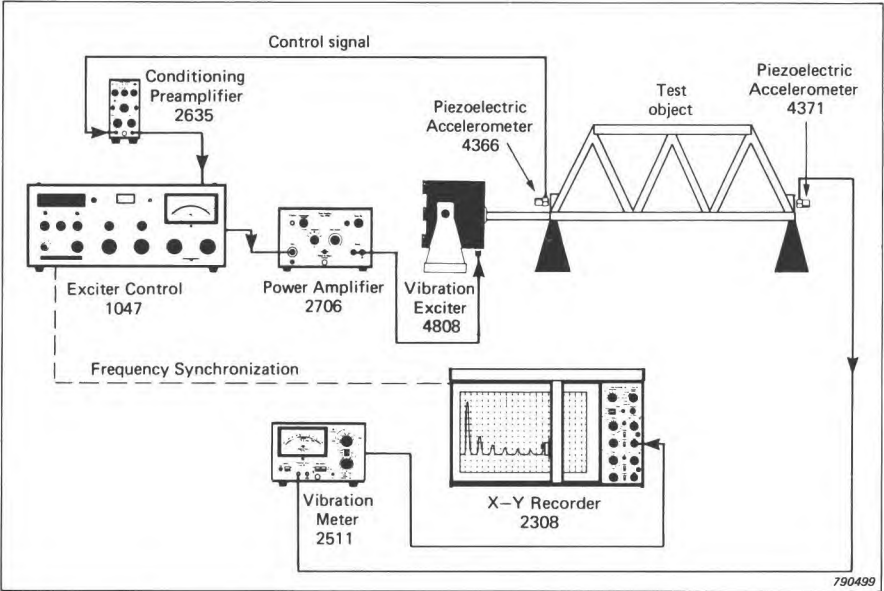 Control signal
Conditioning
Preamplifier
2635
Piezoelectric
Accelerometer
4366
Test
object
Piezoelectric
Accelerometer
4371
Exciter Control
1047
Power Amplifier
2706
Vibration
Exciter
4808
Frequency Synchronization
Vibration
Meter
2511
X–Y Recorder
2308
790499